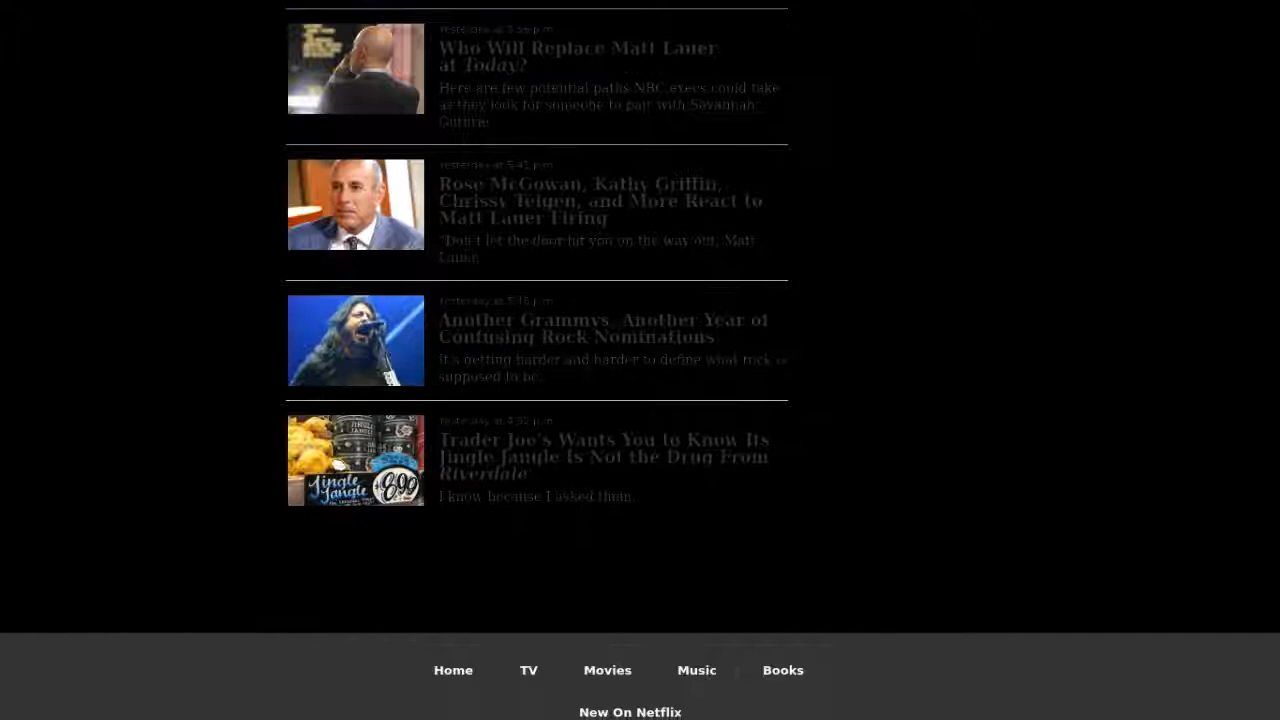 Who Will Replace Matt Lauer
at Today?
Here are few potential paths NBC execs could take
as they look for someone to pair with Savannah
Guthrie.
Rose McGowan, Kathy Griffin,
Chrissy Teigen, and More React to
Matt Lauer Firing
"Don't let the door hit you on the way out, Matt
Lauer.
Another Grammys, Another Year of
Confusing Rock Nominations
It's getting harder and harder to define what rock is
supposed to be.
Jingle
Jangle
8.99
Trader Joe's Wants You to Know Its
Jingle Jangle Is Not the Drug From
Riverdale
I know because I asked them.
Home TV Movies Music Books
New On Netflix